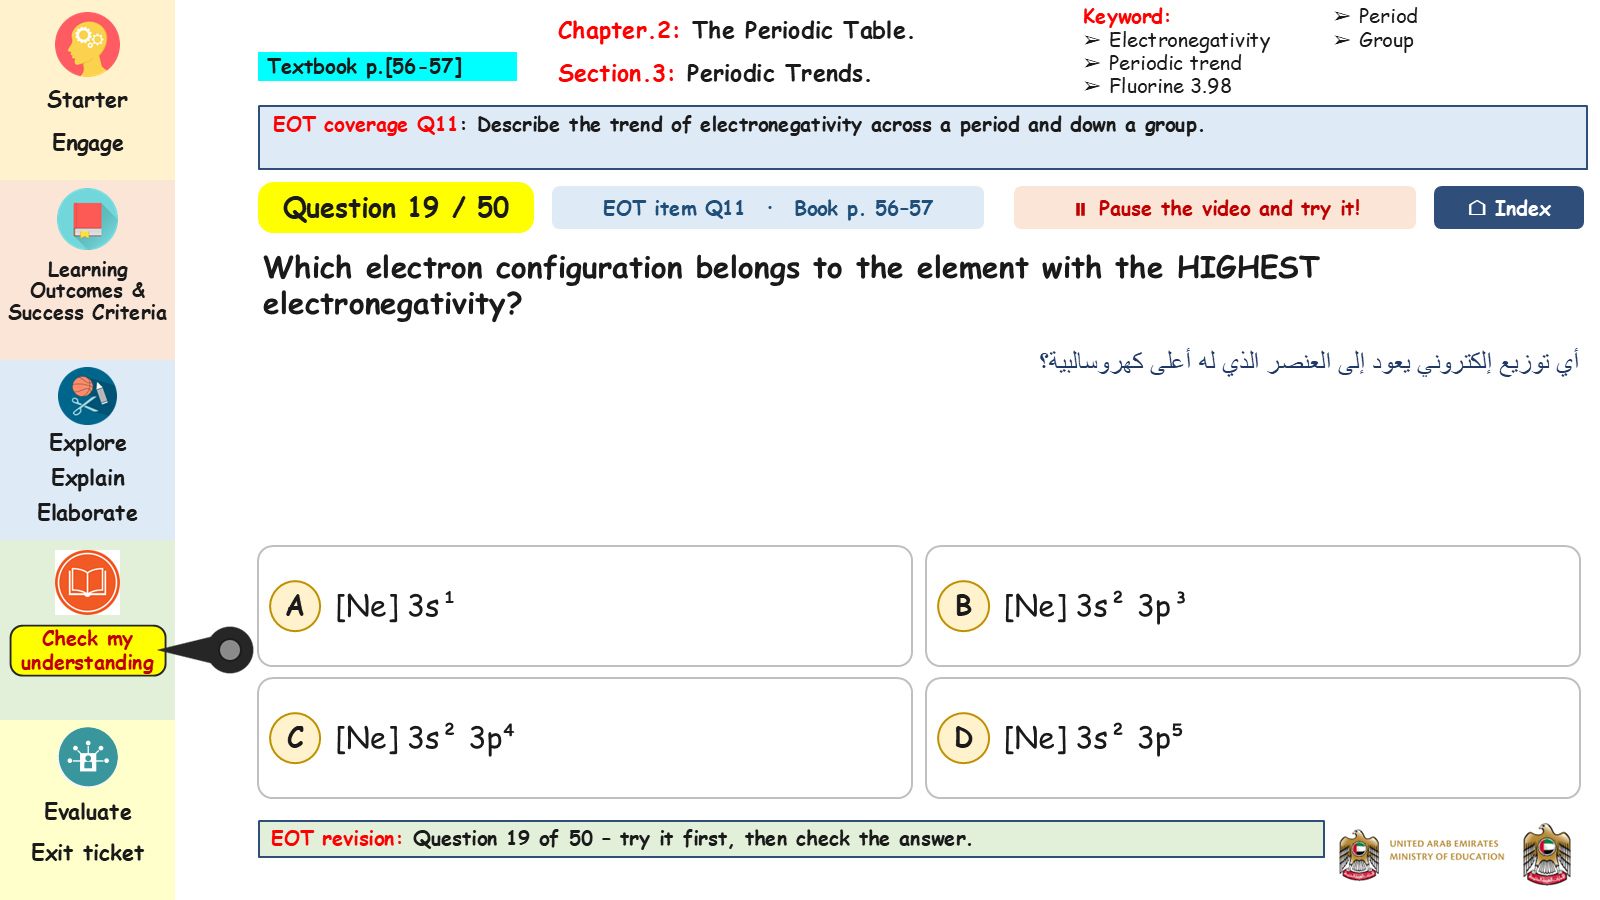 Starter
Engage
Learning
Outcomes &
Success Criteria
Explore
Explain
Elaborate
Check my
understanding
Evaluate
Exit ticket
Textbook p.[56-57]
Chapter.2: The Periodic Table.
Section.3: Periodic Trends.
Keyword:
➢ Electronegativity
➢ Periodic trend
➢ Fluorine 3.98
➢ Period
➢ Group
EOT coverage Q11: Describe the trend of electronegativity across a period and down a group.
Question 19 / 50
EOT item Q11 · Book p. 56–57
⏸ Pause the video and try it!
⌂ Index
Which electron configuration belongs to the element with the HIGHEST
electronegativity?
أي توزيع إلكتروني يعود إلى العنصر الذي له أعلى كهروسالبية؟
A [Ne] 3s¹
B [Ne] 3s² 3p³
C [Ne] 3s² 3p⁴
D [Ne] 3s² 3p⁵
EOT revision: Question 19 of 50 – try it first, then check the answer.
UNITED ARAB EMIRATES
MINISTRY OF EDUCATION